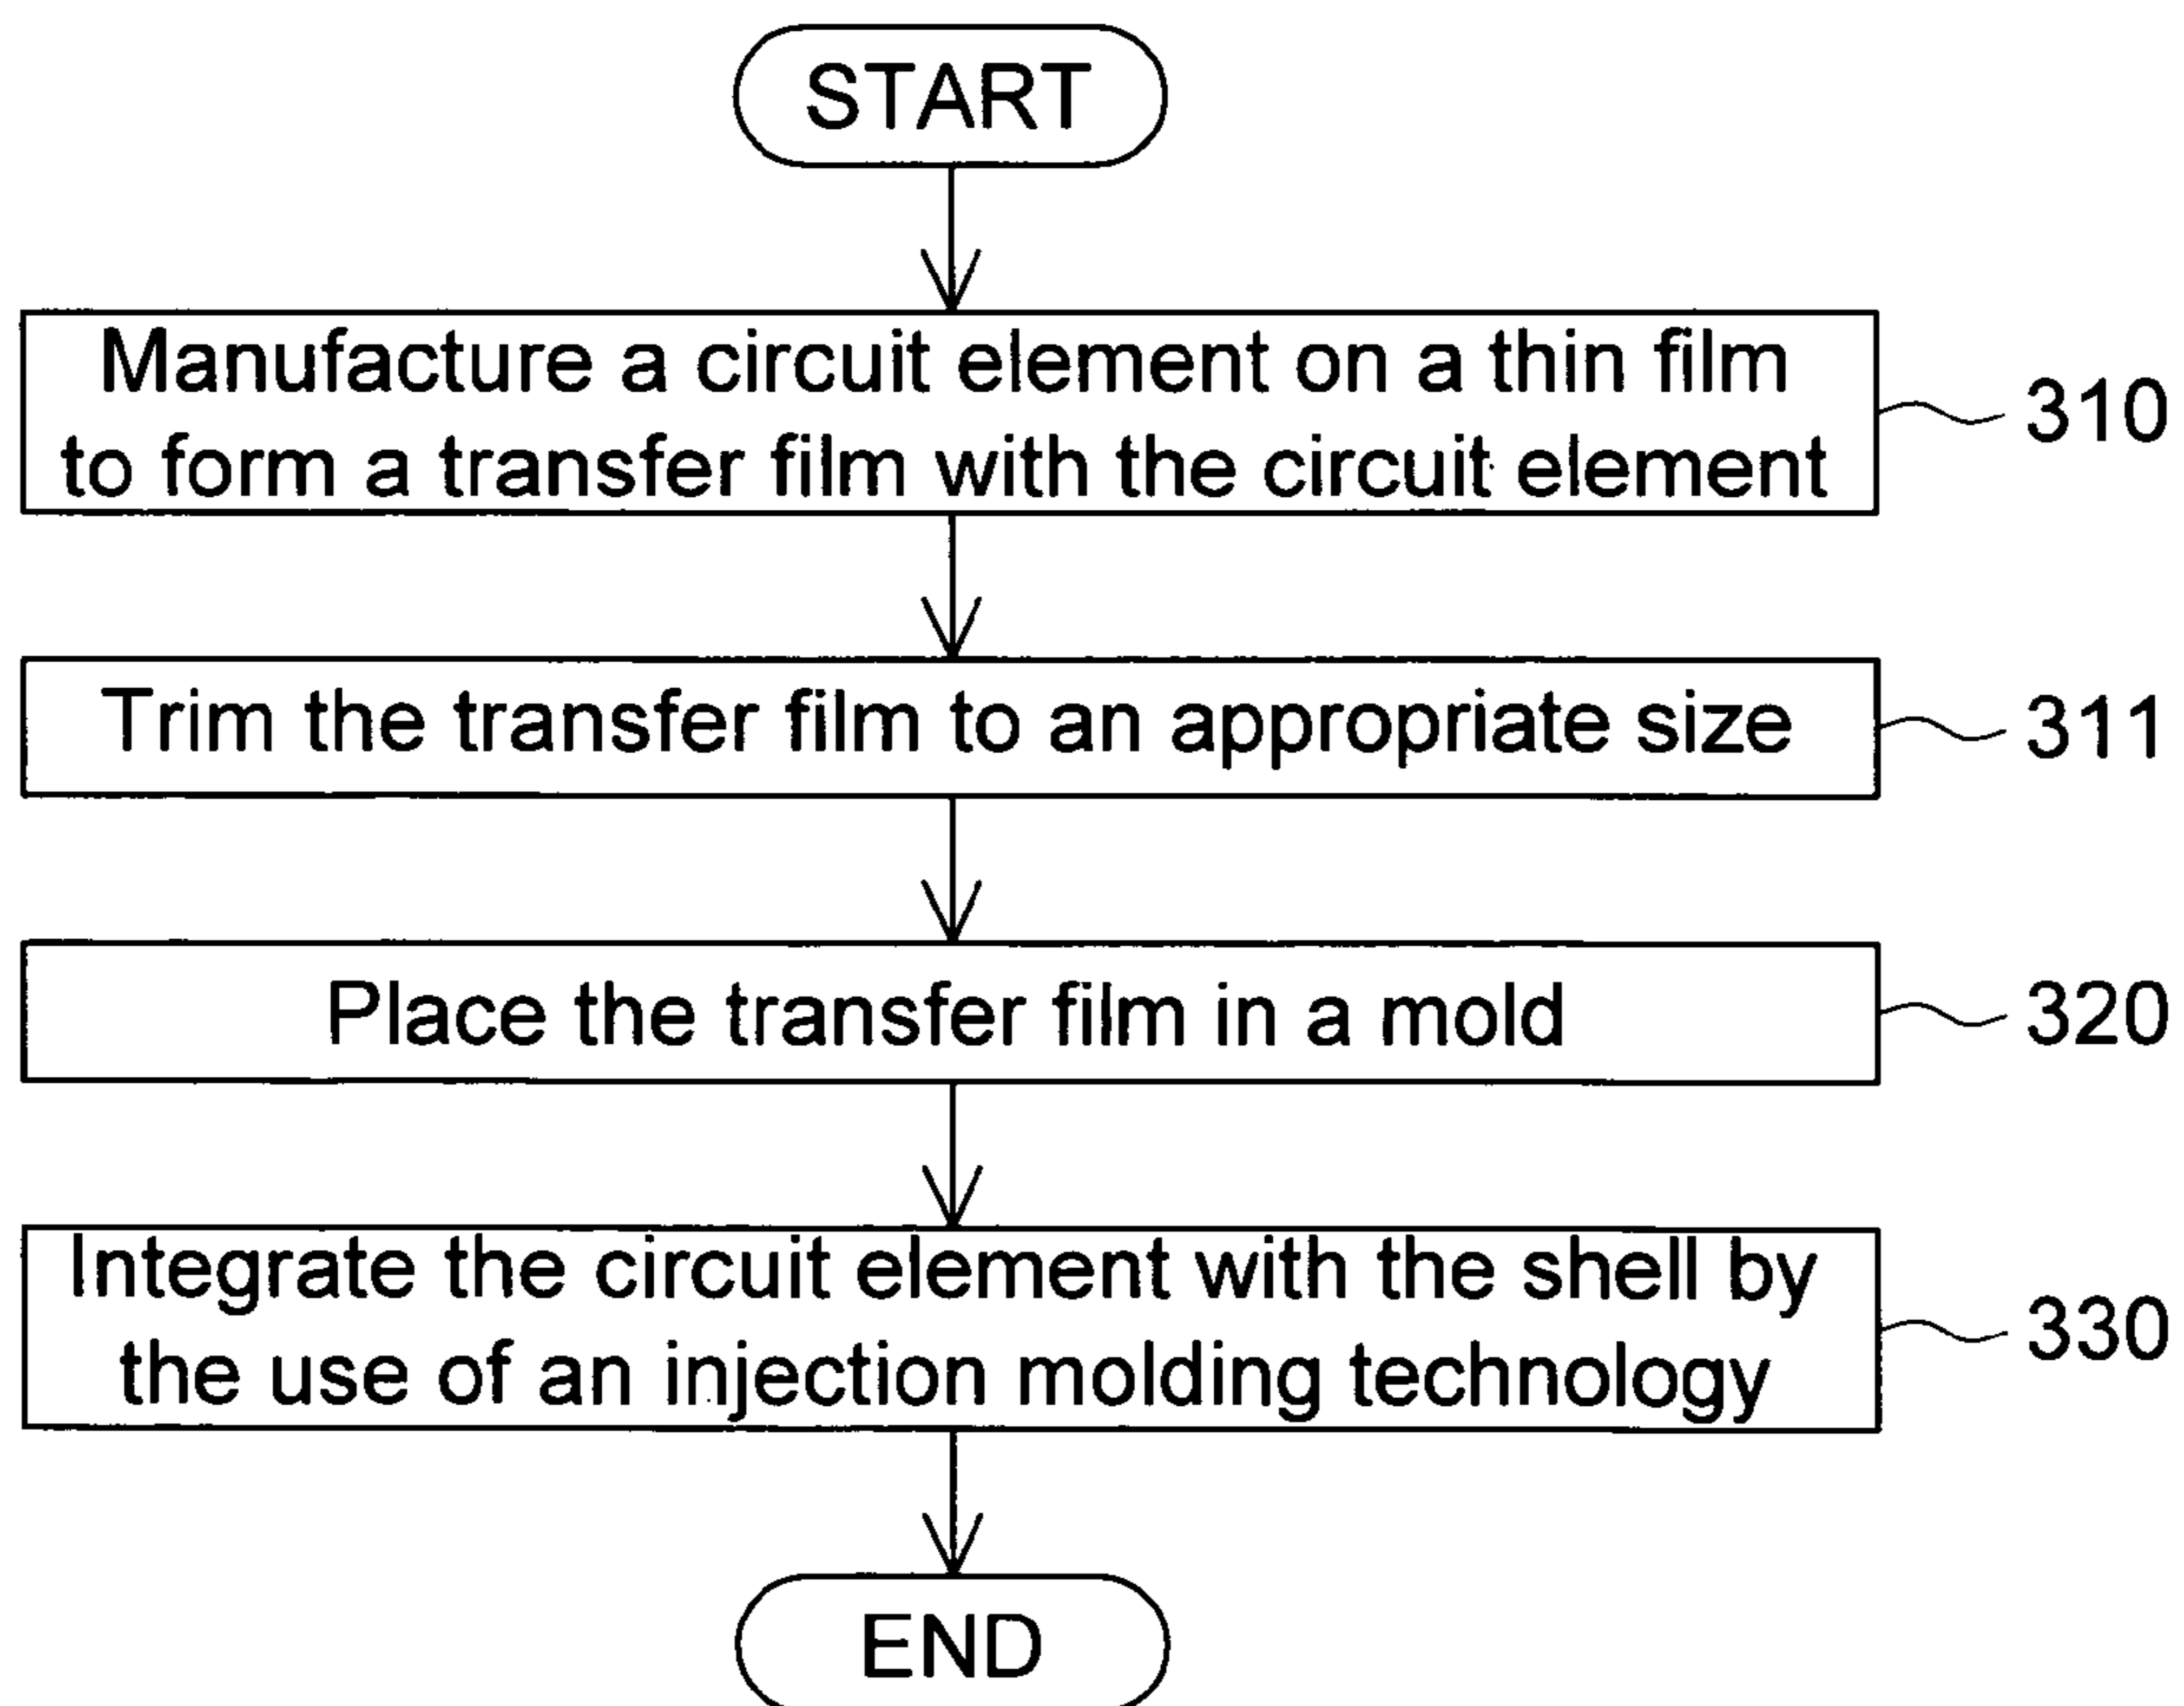 START
Manufacture a circuit element on a thin film
to form a transfer film with the circuit element
310
Trim the transfer film to an appropriate size
311
Place the transfer film in a mold
320
Integrate the circuit element with the shell by
the use of an injection molding technology
330
END